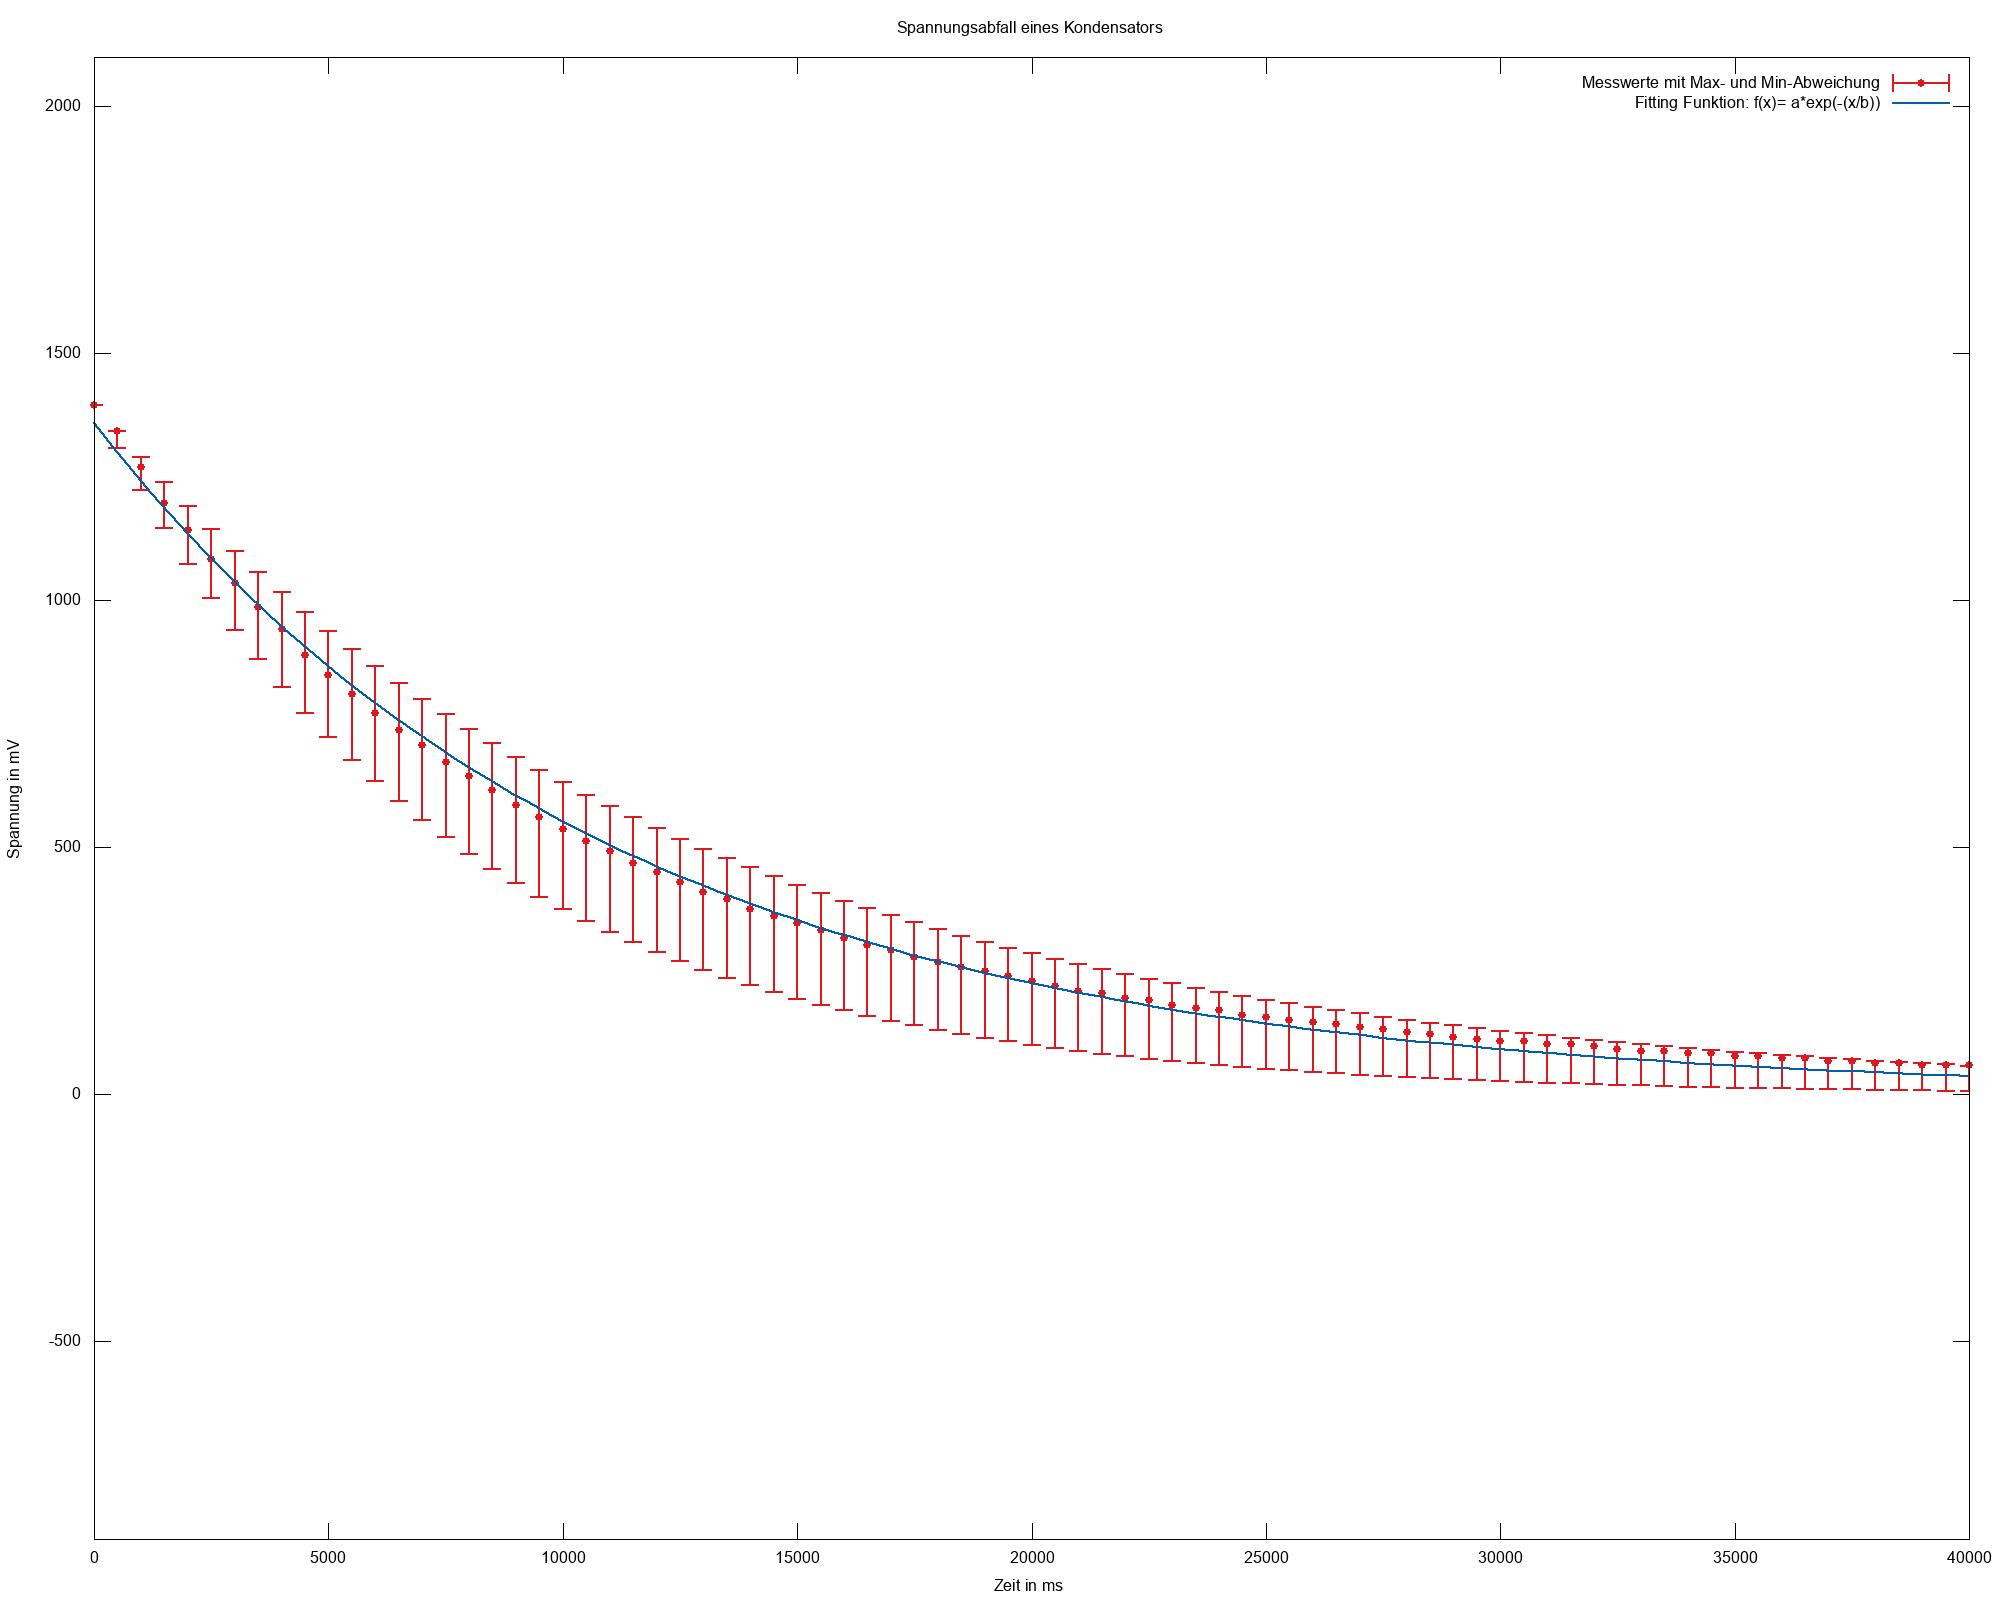 Spannungsabfall eines Kondensators
Messwerte mit Max- und Min-Abweichung
Fitting Funktion: f(x)= a*exp(-(x/b))
2000
1500
1000
500
0
-500
Spannung in mV
0 5000 10000 15000 20000 25000 30000 35000 40000
Zeit in ms